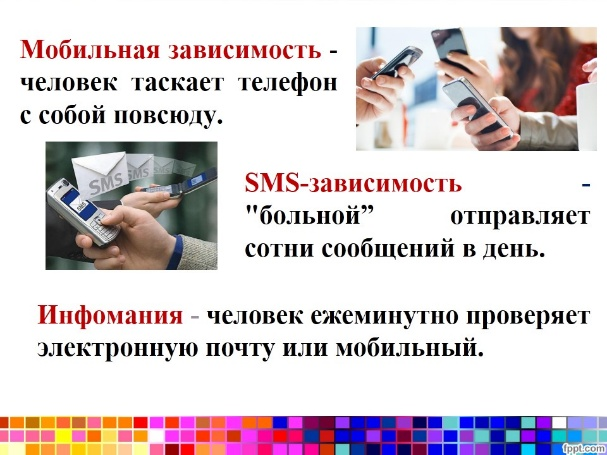 Мобильная зависимость -
человек таскает телефон
с собой повсюду.
SMS SMS SMS
SMS-зависимость -
"больной” отправляет
сотни сообщений в день.
Инфомания - человек ежеминутно проверяет
электронную почту или мобильный.
fppt.com